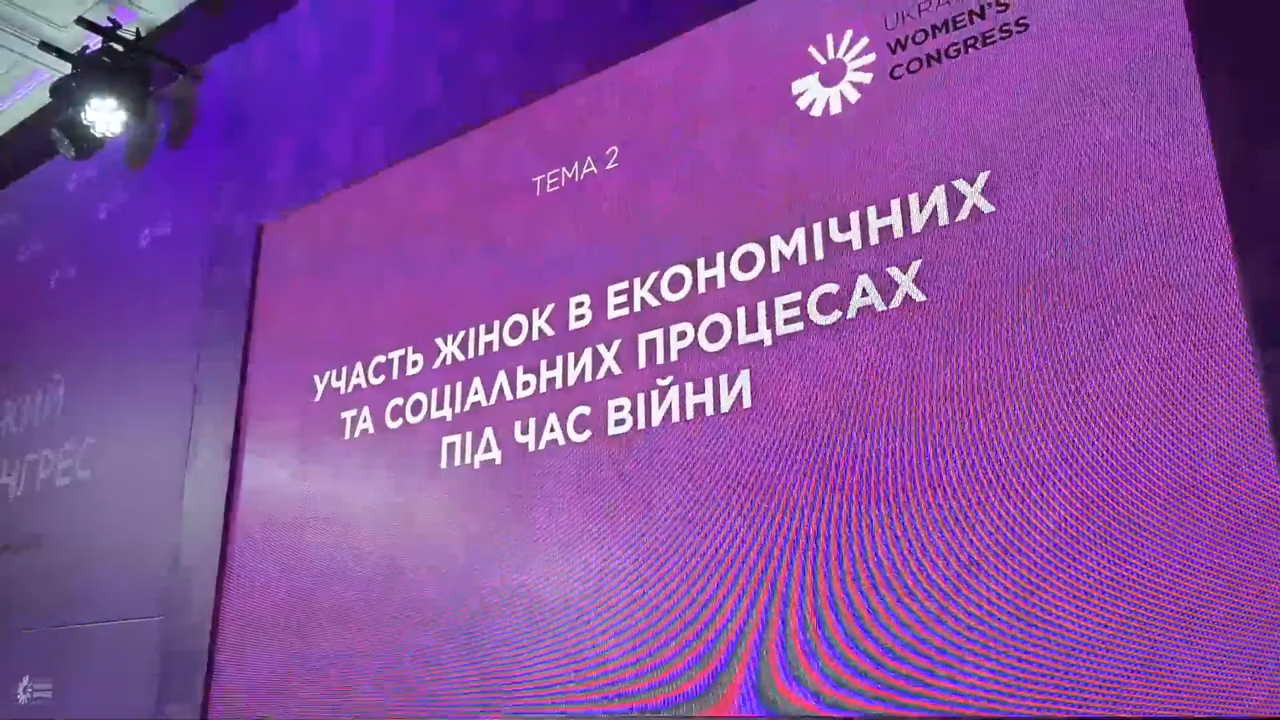 WOMEN'S
CONGRESS
ТЕМА 2
УЧАСТЬ ЖІНОК В ЕКОНОМІЧНИХ
ТА СОЦІАЛЬНИХ ПРОЦЕСАХ
ПІД ЧАС ВІЙНИ